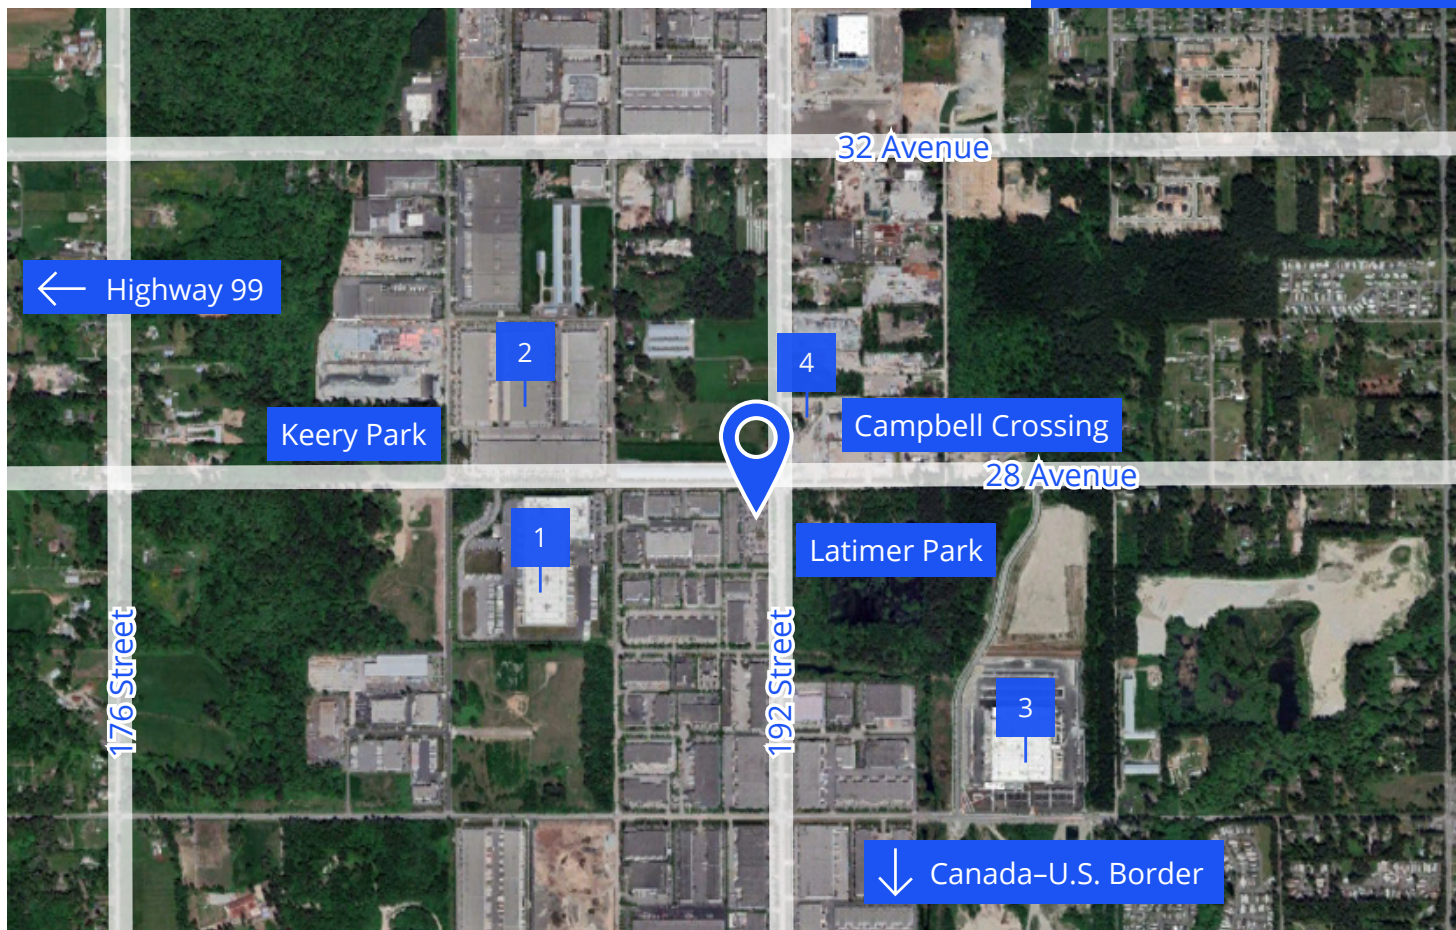 32 Avenue
Highway 99
2
4
Keery Park
Campbell Crossing
28 Avenue
1
Latimer Park
176 Street
192 Street
3
Canada–U.S. Border